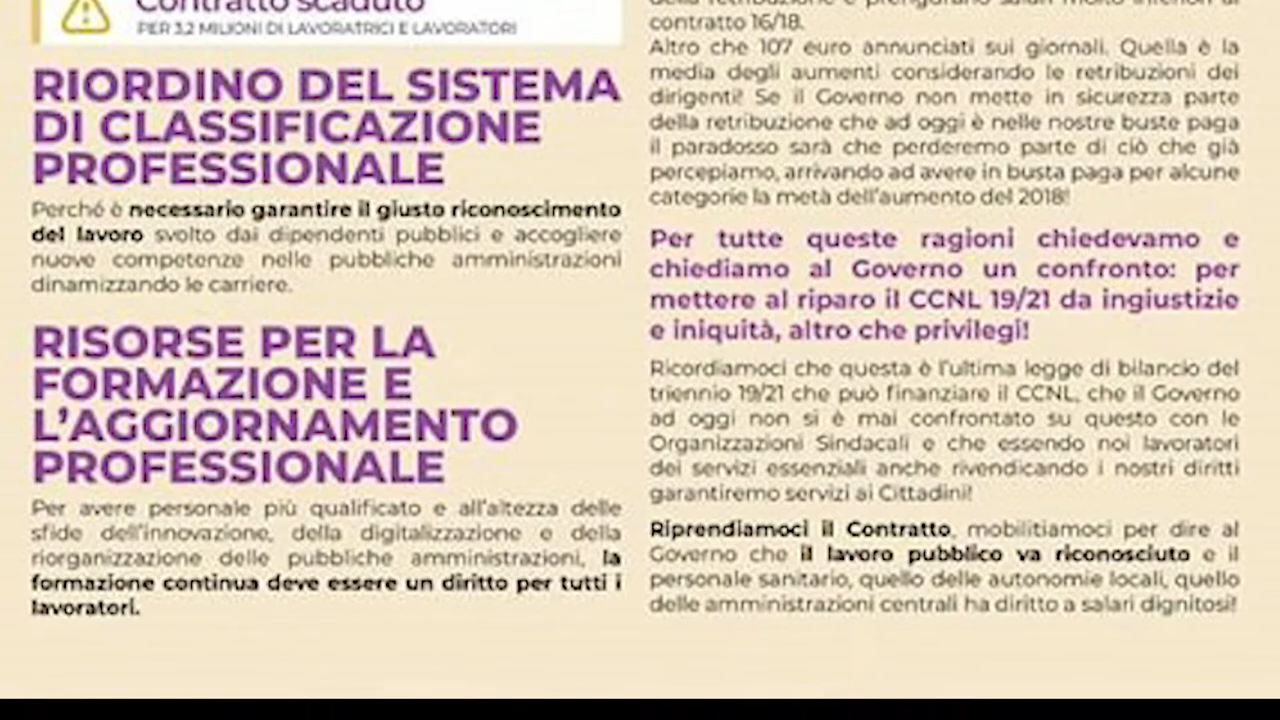 Contratto scaduto
PER 3,2 MILIONI DI LAVORATRICI E LAVORATORI
RIORDINO DEL SISTEMA
DI CLASSIFICAZIONE
PROFESSIONALE
Perché è necessario garantire il giusto riconoscimento
del lavoro svolto dai dipendenti pubblici e accogliere
nuove competenze nelle pubbliche amministrazioni
dinamizzando le carriere.
RISORSE PER LA
FORMAZIONE E
L'AGGIORNAMENTO
PROFESSIONALE
Per avere personale più qualificato e all'altezza delle
sfide dell'innovazione, della digitalizzazione e della
riorganizzazione delle pubbliche amministrazioni, la
formazione continua deve essere un diritto per tutti i
lavoratori.
della retribuzione e prenguramo salari molto inferiori al
contratto 16/18.
Altro che 107 euro annunciati sui giornali. Quella è la
media degli aumenti considerando le retribuzioni dei
dirigenti! Se il Governo non mette in sicurezza parte
della retribuzione che ad oggi è nelle nostre buste paga
il paradosso sarà che perderemo parte di ciò che già
percepiamo, arrivando ad avere in busta paga per alcune
categorie la metà dell'aumento del 2018!
Per tutte queste ragioni chiedevamo e
chiediamo al Governo un confronto: per
mettere al riparo il CCNL 19/21 da ingiustizie
e iniquità, altro che privilegi!
Ricordiamoci che questa è l'ultima legge di bilancio del
triennio 19/21 che può finanziare il CCNL, che il Governo
ad oggi non si è mai confrontato su questo con le
Organizzazioni Sindacali e che essendo noi lavoratori
dei servizi essenziali anche rivendicando i nostri diritti
garantiremo servizi ai Cittadini!
Riprendiamoci il Contratto, mobilitiamoci per dire al
Governo che il lavoro pubblico va riconosciuto e il
personale sanitario, quello delle autonomie locali, quello
delle amministrazioni centrali ha diritto a salari dignitosi!